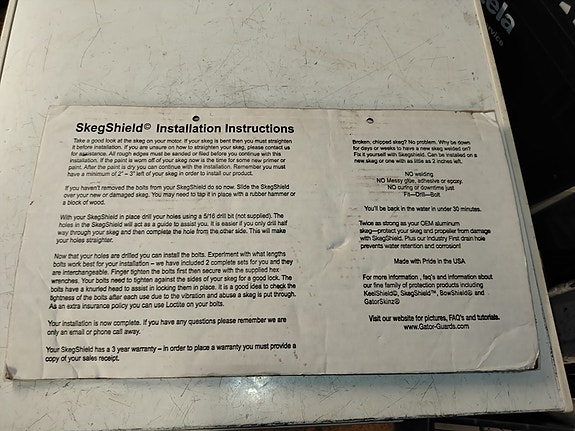 SkegShield© Installation Instructions
Take a good look at the skeg on your motor. If your skeg is bent then you must straighten
it before installation. If you are unsure on how to straighten your skeg, please contact us
for assistance. All rough edges must be sanded or filed before you continue with this
installation. If the paint is worn off of your skeg now is the time for some new primer or
paint. After the paint is dry you can continue with the installation. Remember you must
have a minimum of 2" – 3" left of your skeg in order to install our product.
If you haven't removed the bolts from your SkegShield do so now. Slide the SkegShield
over your new or damaged skeg. You may need to tap it in place with a rubber hammer or
a block of wood.
With your SkegShield in place drill your holes using a 5/16 drill bit (not supplied). The
holes in the SkegShield will act as a guide to assist you. It is easier if you only drill half
way through your skeg and then complete the hole from the other side. This will make
your holes straighter.
Now that your holes are drilled you can install the bolts. Experiment with what lengths
bolts work best for your installation – we have included 2 complete sets for you and they
are interchangeable. Finger tighten the bolts first then secure with the supplied hex
wrenches. Your bolts need to tighten against the sides of your skeg for a good lock. The
bolts have a knurled head to assist in locking them in place. It is a good idea to check the
tightness of the bolts after each use due to the vibration and abuse a skeg is put through.
As an extra insurance policy you can use Loctite on your bolts.
Your installation is now complete. If you have any questions please remember we are
only an email or phone call away.
Your SkegShield has a 3 year warranty – in order to place a warranty you must provide a
copy of your sales receipt.
Broken, chipped skeg? No problem. Why be down
for days or weeks to have a new skeg welded on?
Fix it yourself with Skegshield. Can be installed on
a new skeg or one with as little as 2 inches left.
NO welding
NO Messy glue, adhesive or epoxy.
NO curing or downtime just
Fit—Drill—Bolt
You'll be back in the water in under 30 minutes.
Twice as strong as your OEM aluminum
skeg—protect your skeg and propeller from damage
with SkegShield. Plus our Industry First drain hole
prevents water retention and corrosion!
Made with Pride in the USA
For more information , faq's and information about
our fine family of protection products including
KeelShield©, SkegShield™, BowShield© and
GatorSkinz©
Visit our website for pictures, FAQ's and tutorials.
www.Gator-Guards.com
ela
rvice